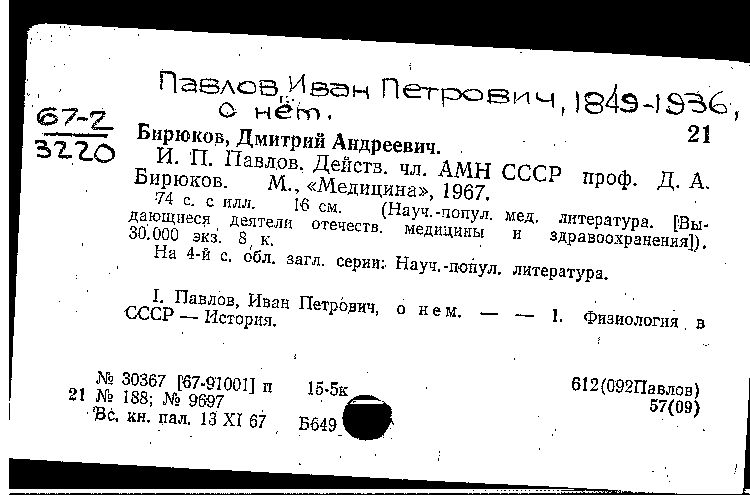 Павлов, Иван Петрович, 1849-1936,
о нём.
67-2
3220
21
Бирюков, Дмитрий Андреевич.
И. П. Павлов. Действ. чл. АМН СССР проф. Д. А.
Бирюков. М., «Медицина», 1967.
74 с. с илл. 16 см. (Науч.-попул. мед. литература. [Вы-
дающиеся деятели отечеств. медицины и здравоохранения]).
30.000 экз. 8 к.
На 4-й с. обл. загл. серии: Науч.-попул. литература.
I. Павлов, Иван Петрович, о нем. — — 1. Физиология в
СССР — История.
№ 30367 [67-91001] п 15-5к 612(092Павлов)
21 № 188; № 9697 57(09)
Вс. кн. пал. 13 XI 67 Б649